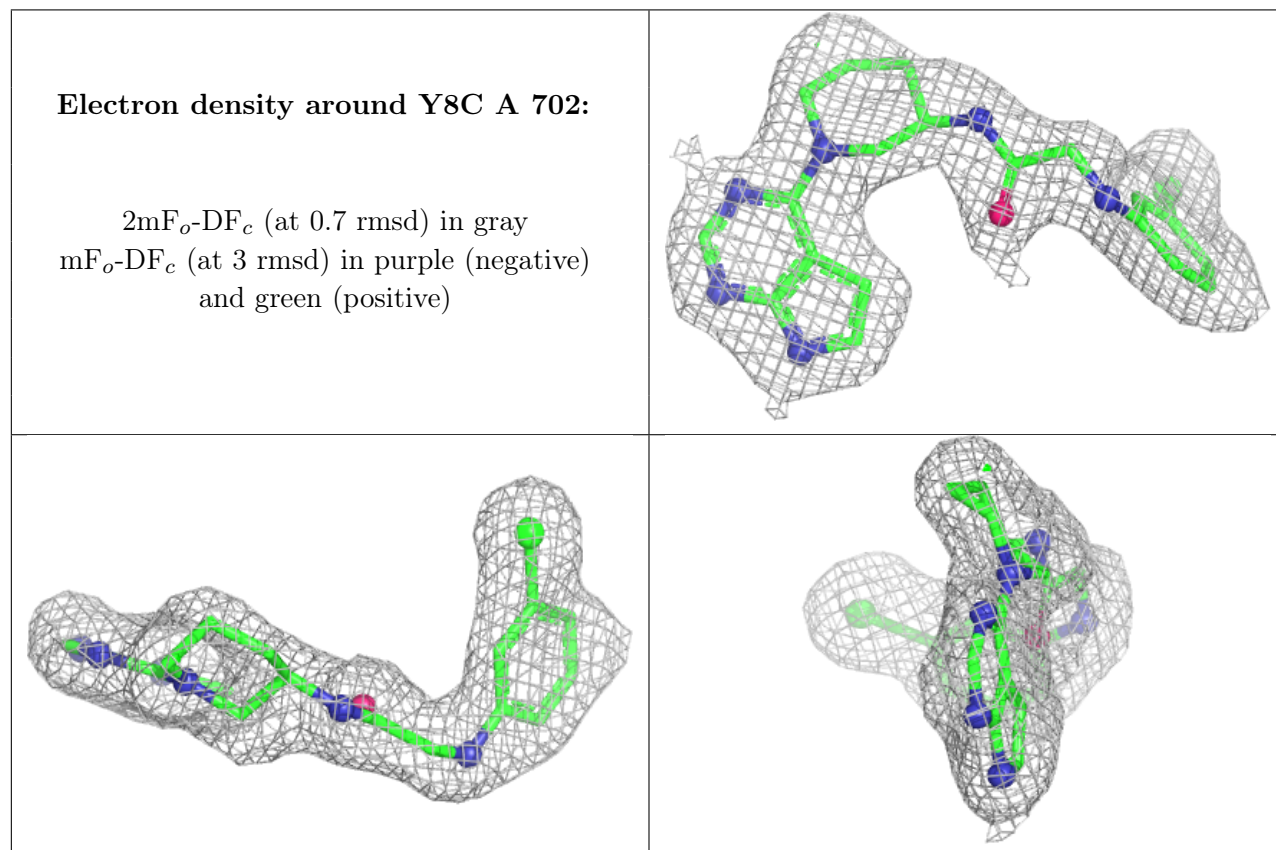 Electron density around Y8C A 702:
2mFo-DFc (at 0.7 rmsd) in gray
mFo-DFc (at 3 rmsd) in purple (negative)
and green (positive)